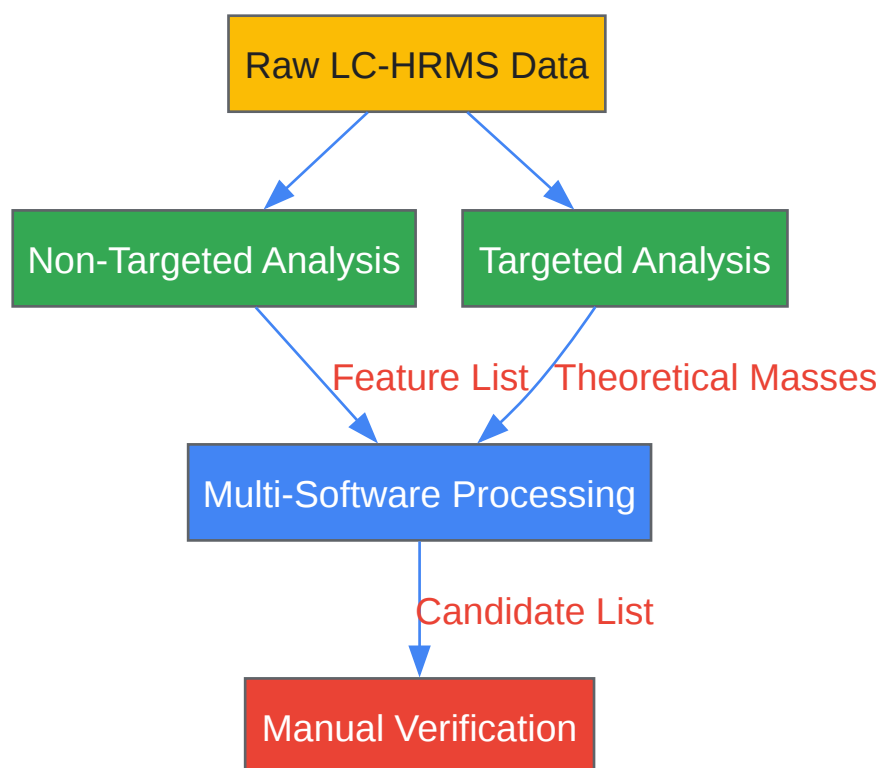 Raw LC-HRMS Data
Non-Targeted Analysis
Targeted Analysis
Feature List
Theoretical Masses
Multi-Software Processing
Candidate List
Manual Verification